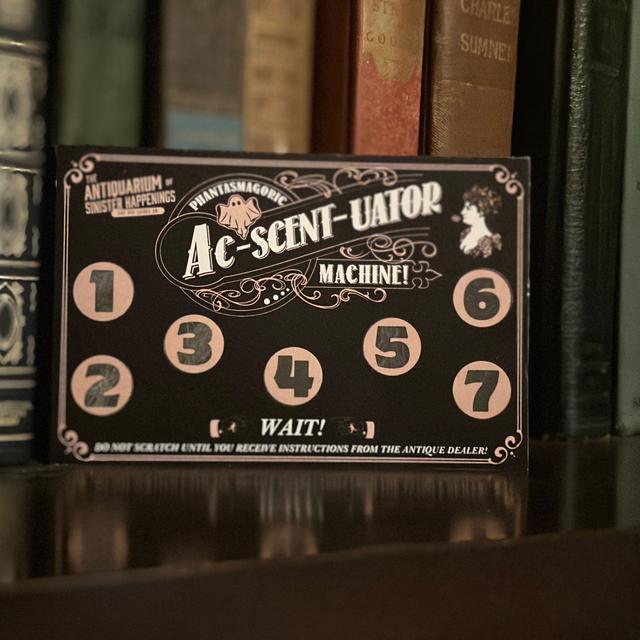 CHARLE
SUMNER
THE
ANTIQUARIUM OF
SINISTER HAPPENINGS
PHANTASMAGORIC
AC-SCENT-UATOR
MACHINE!
1
2
3
4
5
6
7
WAIT!
DO NOT SCRATCH UNTIL YOU RECEIVE INSTRUCTIONS FROM THE ANTIQUE DEALER!